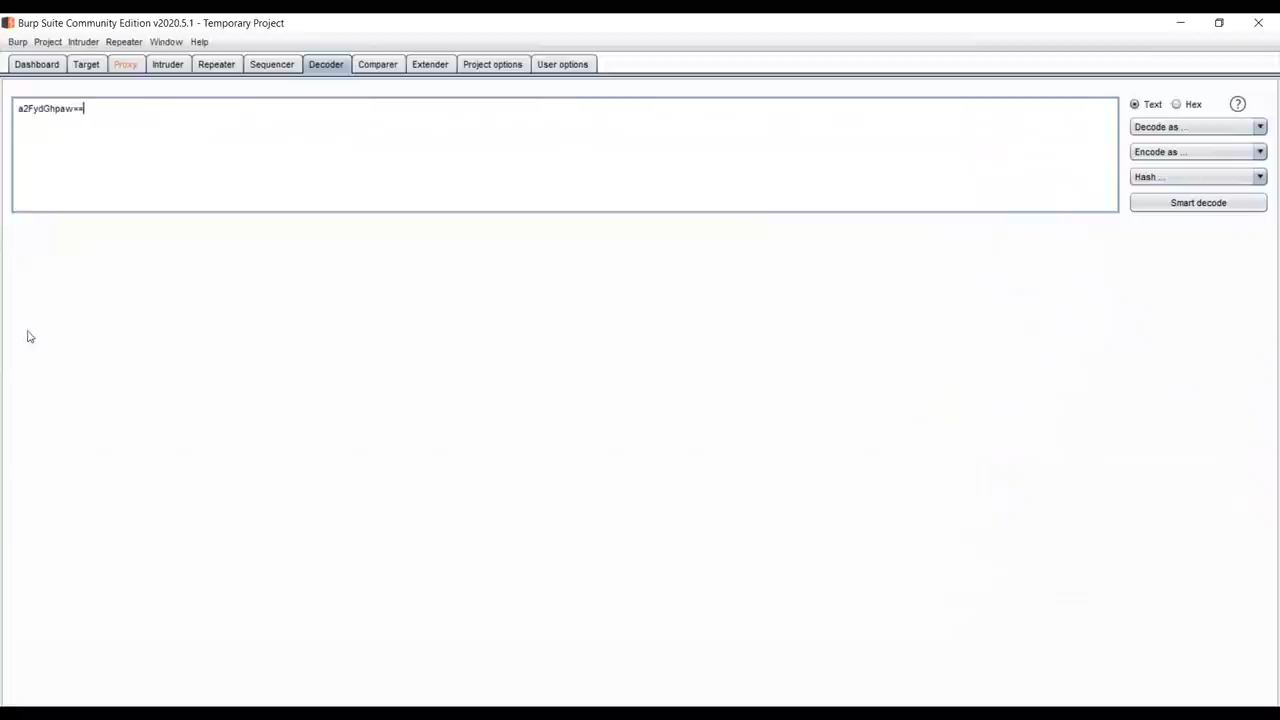 Burp Suite Community Edition v2020.5.1 - Temporary Project
Burp Project Intruder Repeater Window Help
Dashboard Target Proxy Intruder Repeater Sequencer Decoder Comparer Extender Project options User options
a2FydGhpaw==
Text Hex ?
Decode as ...
Encode as ...
Hash ...
Smart decode